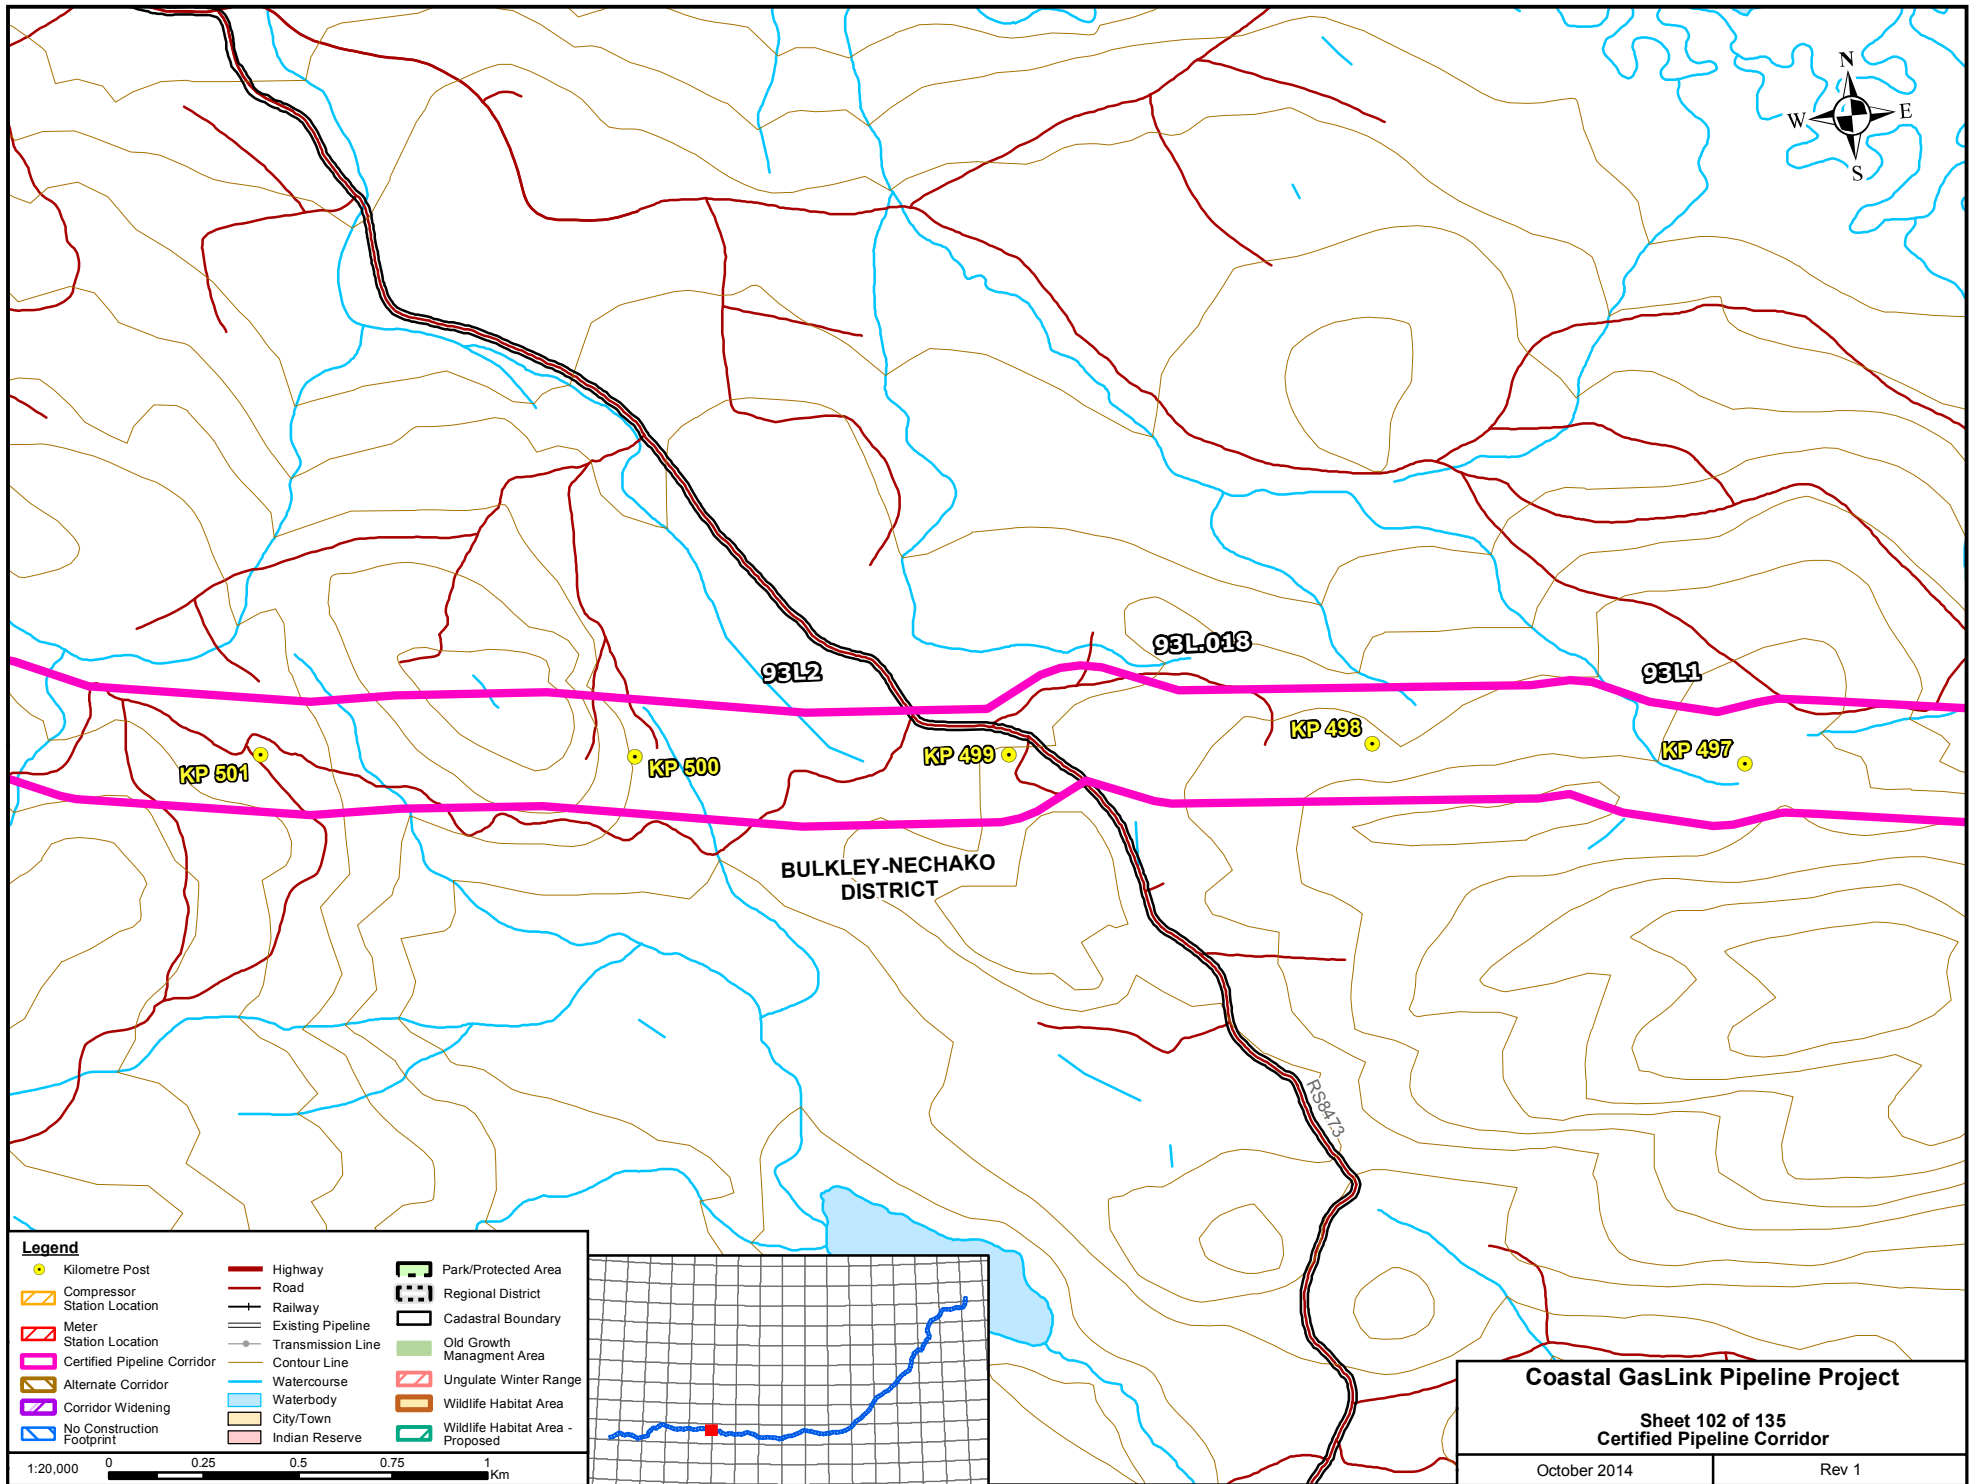 N
W
E
S
93L2
93L.018
93L1
KP 501
KP 500
KP 499
KP 498
KP 497
BULKLEY-NECHAKO
DISTRICT
RS8473
Legend
Kilometre Post
Compressor
Station Location
Meter
Station Location
Certified Pipeline Corridor
Alternate Corridor
Corridor Widening
No Construction
Footprint
Highway
Road
Railway
Existing Pipeline
Transmission Line
Contour Line
Watercourse
Waterbody
City/Town
Indian Reserve
Park/Protected Area
Regional District
Cadastral Boundary
Old Growth
Managment Area
Ungulate Winter Range
Wildlife Habitat Area
Wildlife Habitat Area -
Proposed
1:20,000
0 0.25 0.5 0.75 1
Km
Coastal GasLink Pipeline Project
Sheet 102 of 135
Certified Pipeline Corridor
October 2014
Rev 1